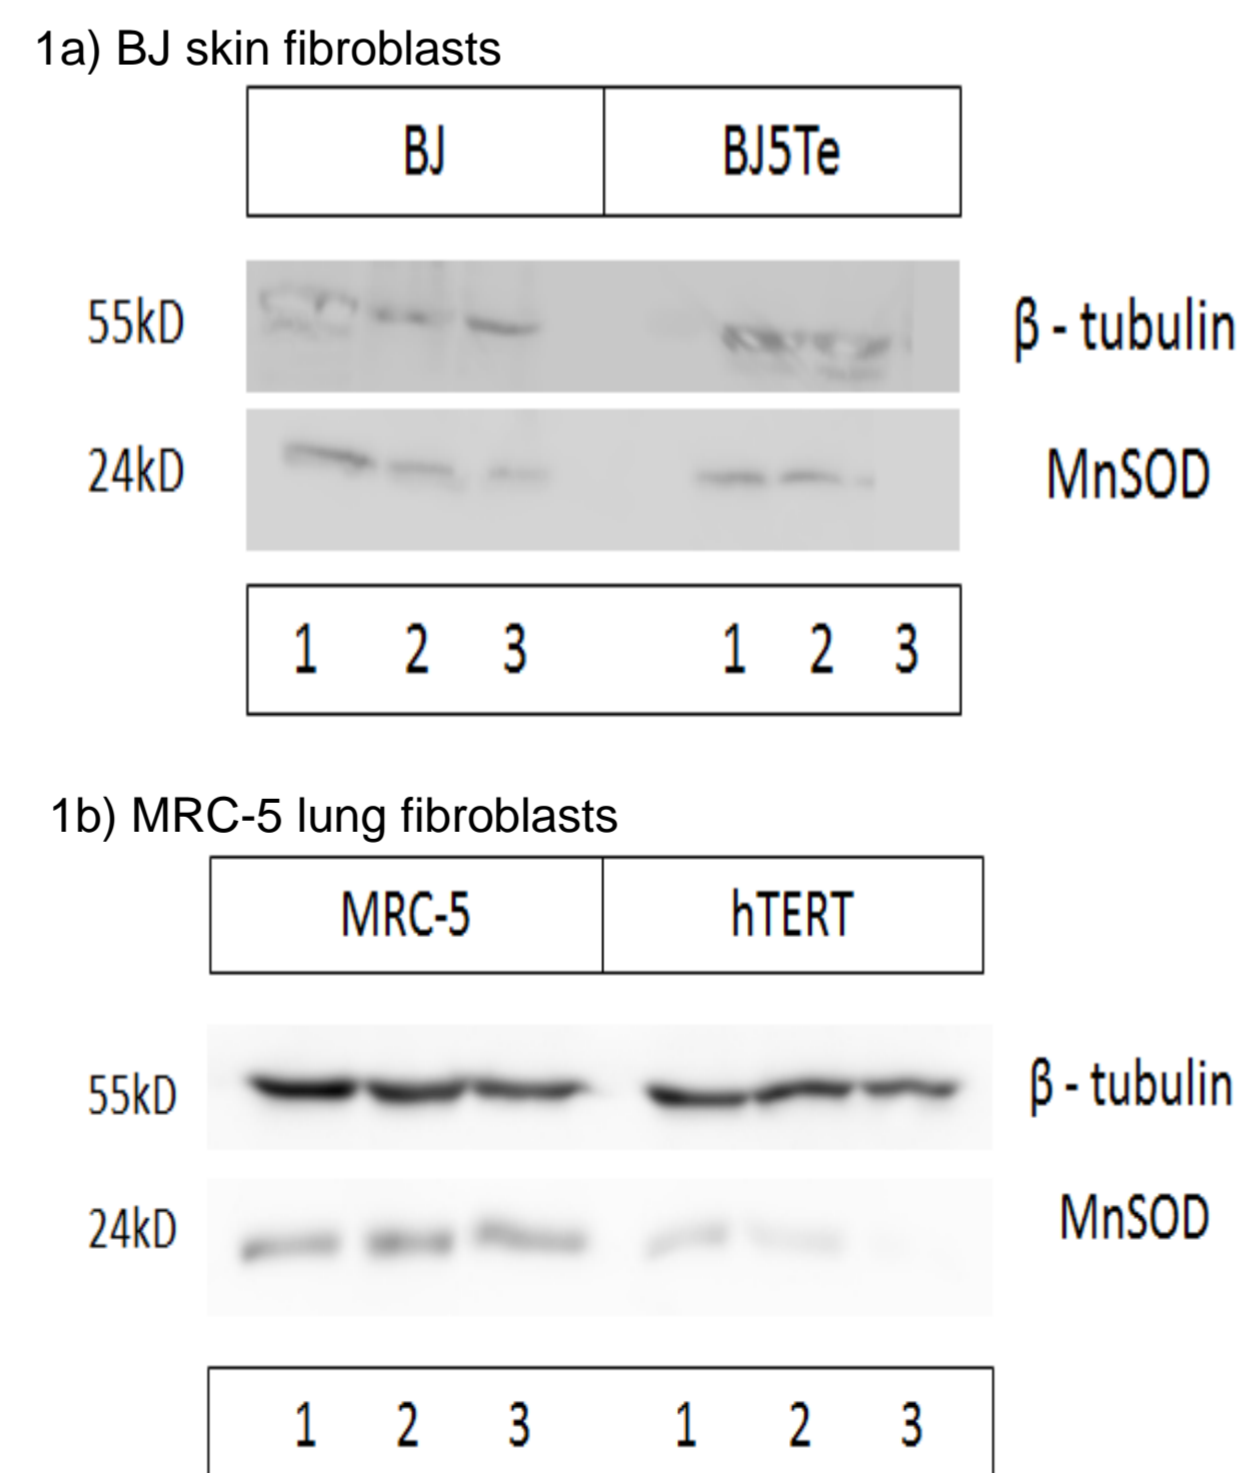 1a) BJ skin fibroblasts
BJ BJ5Te
55kD β - tubulin
24kD MnSOD
1 2 3 1 2 3
1b) MRC-5 lung fibroblasts
MRC-5 hTERT
55kD β - tubulin
24kD MnSOD
1 2 3 1 2 3